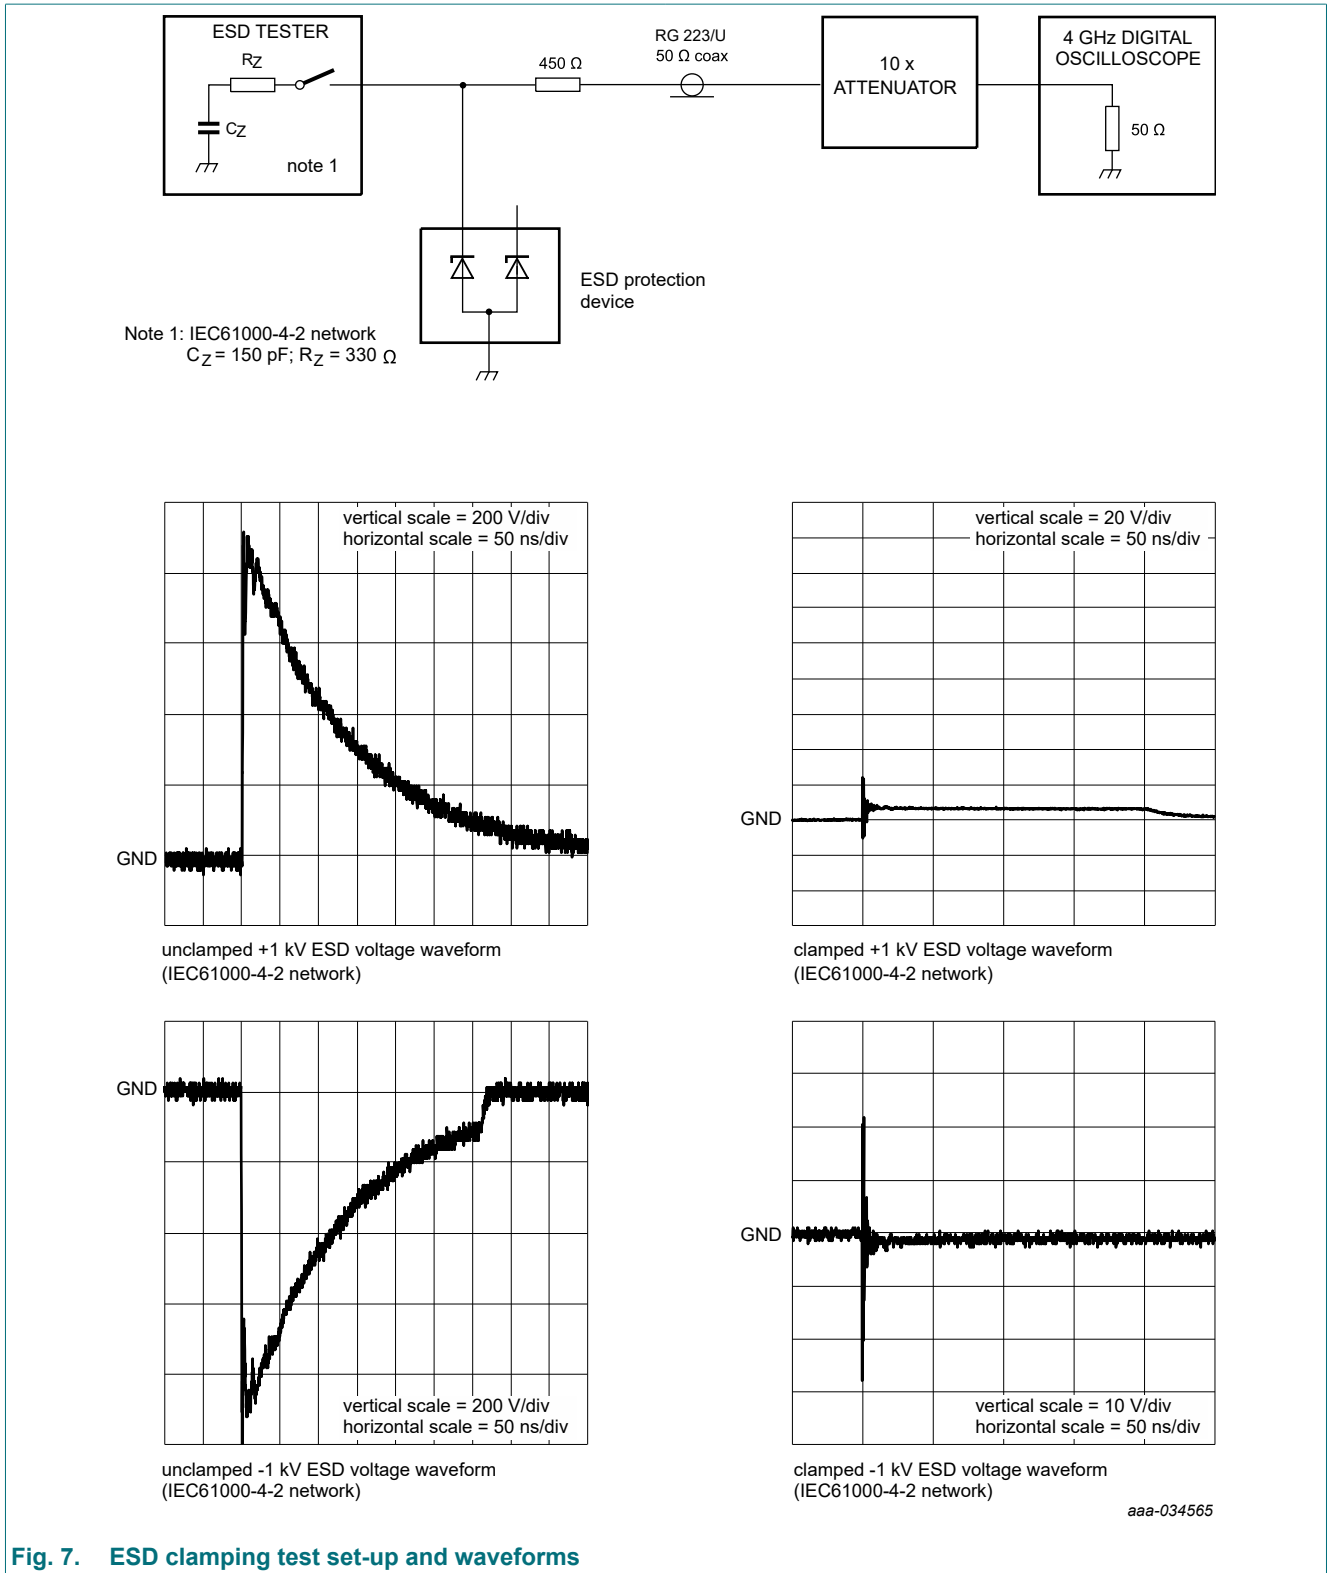 ESD TESTER
RZ
CZ
note 1
450 Ω
RG 223/U
50 Ω coax
10 x
ATTENUATOR
4 GHz DIGITAL
OSCILLOSCOPE
50 Ω
ESD protection
device
Note 1: IEC61000-4-2 network
CZ = 150 pF; RZ = 330 Ω
vertical scale = 200 V/div
horizontal scale = 50 ns/div
GND
unclamped +1 kV ESD voltage waveform
(IEC61000-4-2 network)
vertical scale = 20 V/div
horizontal scale = 50 ns/div
GND
clamped +1 kV ESD voltage waveform
(IEC61000-4-2 network)
GND
vertical scale = 200 V/div
horizontal scale = 50 ns/div
unclamped -1 kV ESD voltage waveform
(IEC61000-4-2 network)
GND
vertical scale = 10 V/div
horizontal scale = 50 ns/div
clamped -1 kV ESD voltage waveform
(IEC61000-4-2 network)
aaa-034565
Fig. 7. ESD clamping test set-up and waveforms